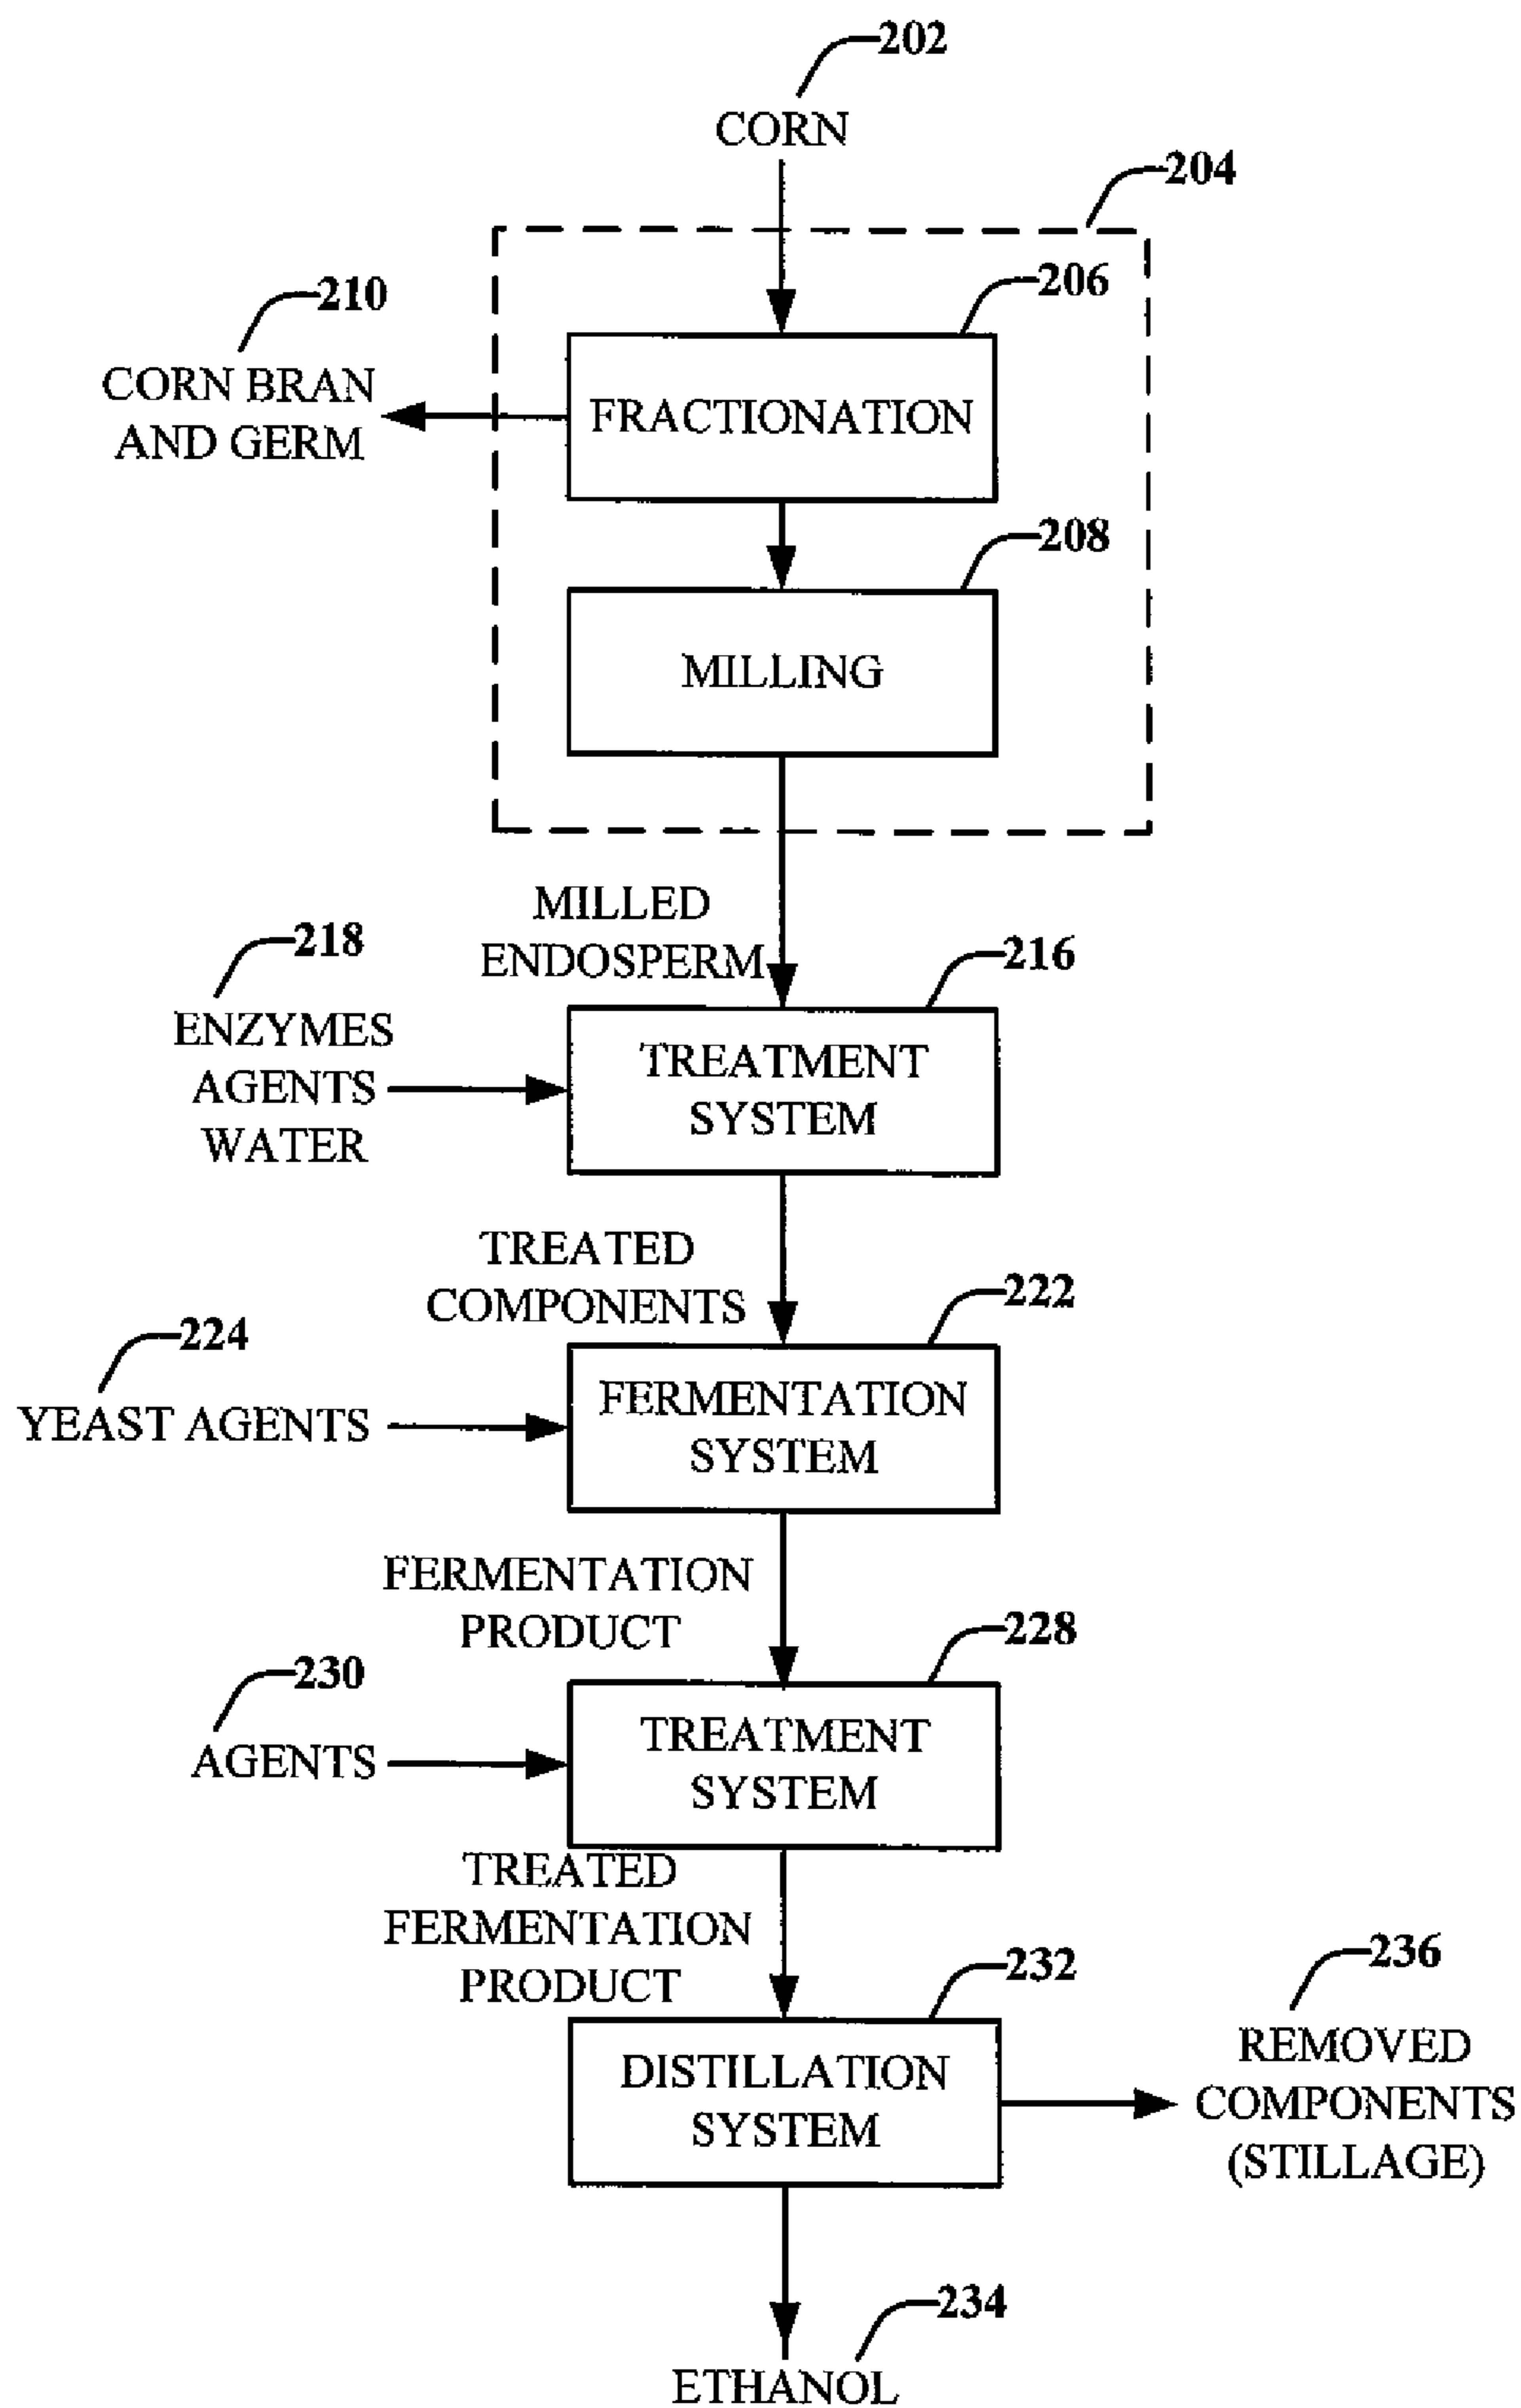 202
CORN
204
206
210
CORN BRAN
AND GERM
FRACTIONATION
208
MILLING
MILLED
ENDOSPERM
218
216
ENZYMES
AGENTS
WATER
TREATMENT
SYSTEM
TREATED
COMPONENTS
222
224
YEAST AGENTS
FERMENTATION
SYSTEM
FERMENTATION
PRODUCT
228
230
AGENTS
TREATMENT
SYSTEM
TREATED
FERMENTATION
PRODUCT
232
236
DISTILLATION
SYSTEM
REMOVED
COMPONENTS
(STILLAGE)
234
ETHANOL